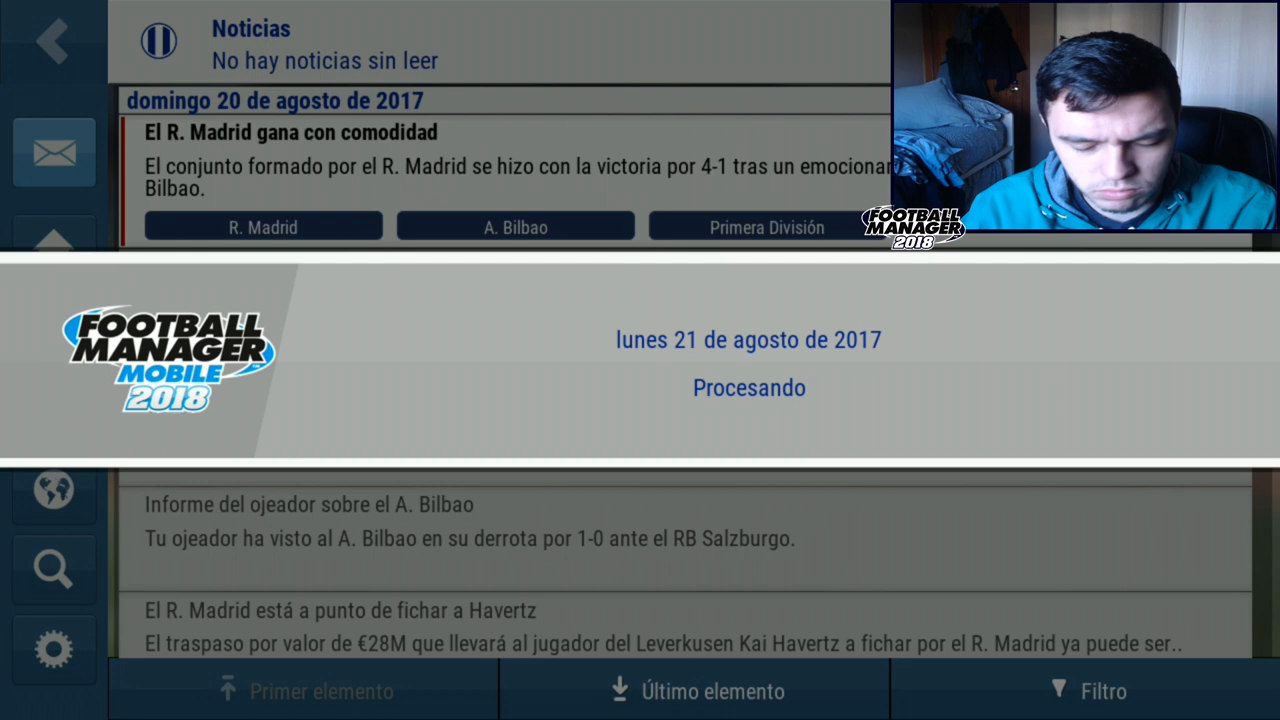 Noticias
No hay noticias sin leer
domingo 20 de agosto de 2017
El R. Madrid gana con comodidad
El conjunto formado por el R. Madrid se hizo con la victoria por 4-1 tras un
Bilbao.
R. Madrid
A. Bilbao
Primera División
FOOTBALL
MANAGER
2018
FOOTBALL
MANAGER
MOBILE
2018
lunes 21 de agosto de 2017
Procesando
Informe del ojeador sobre el A. Bilbao
Tu ojeador ha visto al A. Bilbao en su derrota por 1-0 ante el RB Salzburgo.
El R. Madrid está a punto de fichar a Havertz
El traspaso por valor de €28M que llevará al jugador del Leverkusen Kai Havertz a fichar por el R. Madrid ya puede ser..
Primer elemento
Último elemento
Filtro